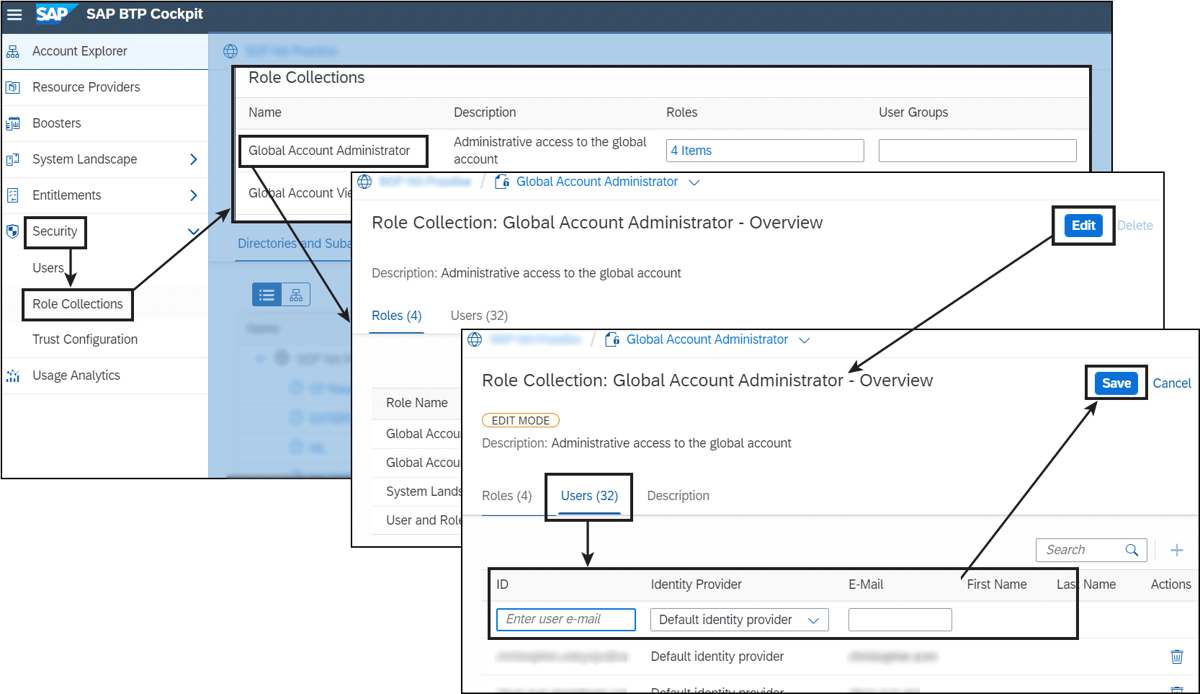 SAP SAP BTP Cockpit
Account Explorer
Resource Providers
Boosters
System Landscape
Entitlements
Security
Users
Role Collections
Trust Configuration
Usage Analytics
Role Collections
Name Description Roles User Groups
Global Account Administrator Administrative access to the global account 4 Items
Global Account Vie
Directories and Suba
Global Account Administrator
Role Collection: Global Account Administrator - Overview
Edit Delete
Description: Administrative access to the global account
Roles (4) Users (32)
Role Name
Global Accou
Global Accou
System Lands
User and Role
Global Account Administrator
Role Collection: Global Account Administrator - Overview
Save Cancel
EDIT MODE
Description: Administrative access to the global account
Roles (4) Users (32) Description
Search
ID Identity Provider E-Mail First Name Last Name Actions
Enter user e-mail Default identity provider
Default identity provider
Default identity provider